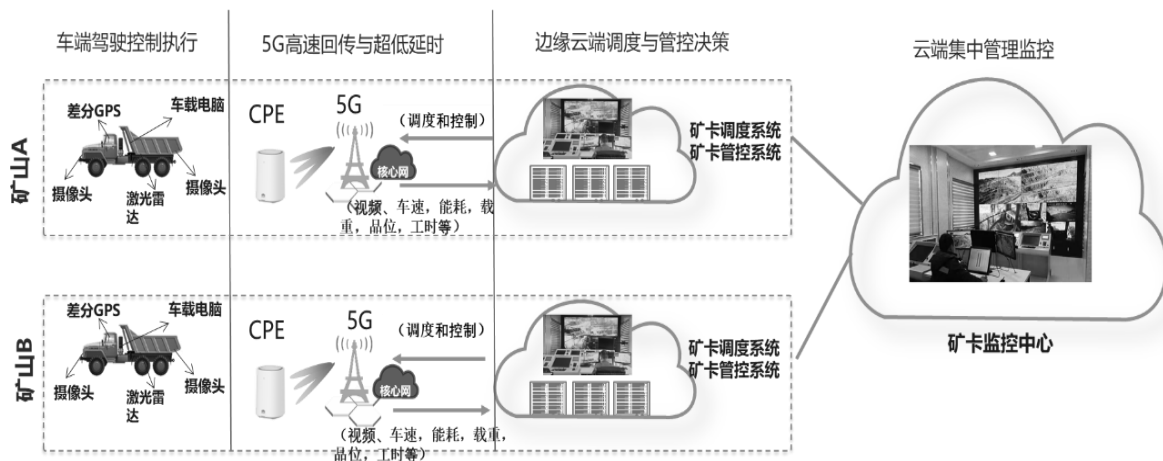 车端驾驶控制执行
5G高速回传与超低延时
边缘云端调度与管控决策
云端集中管理监控
矿山A
差分GPS
车载电脑
摄像头
激光雷
达
摄像头
CPE
5G
核心网
(调度和控制)
(视频、车速,能耗,载
重,品位,工时等)
矿卡调度系统
矿卡管控系统
矿山B
差分GPS
车载电脑
摄像头
激光雷
达
摄像头
CPE
5G
核心网
(调度和控制)
(视频、车速,能耗,载重,
品位,工时等)
矿卡调度系统
矿卡管控系统
矿卡监控中心